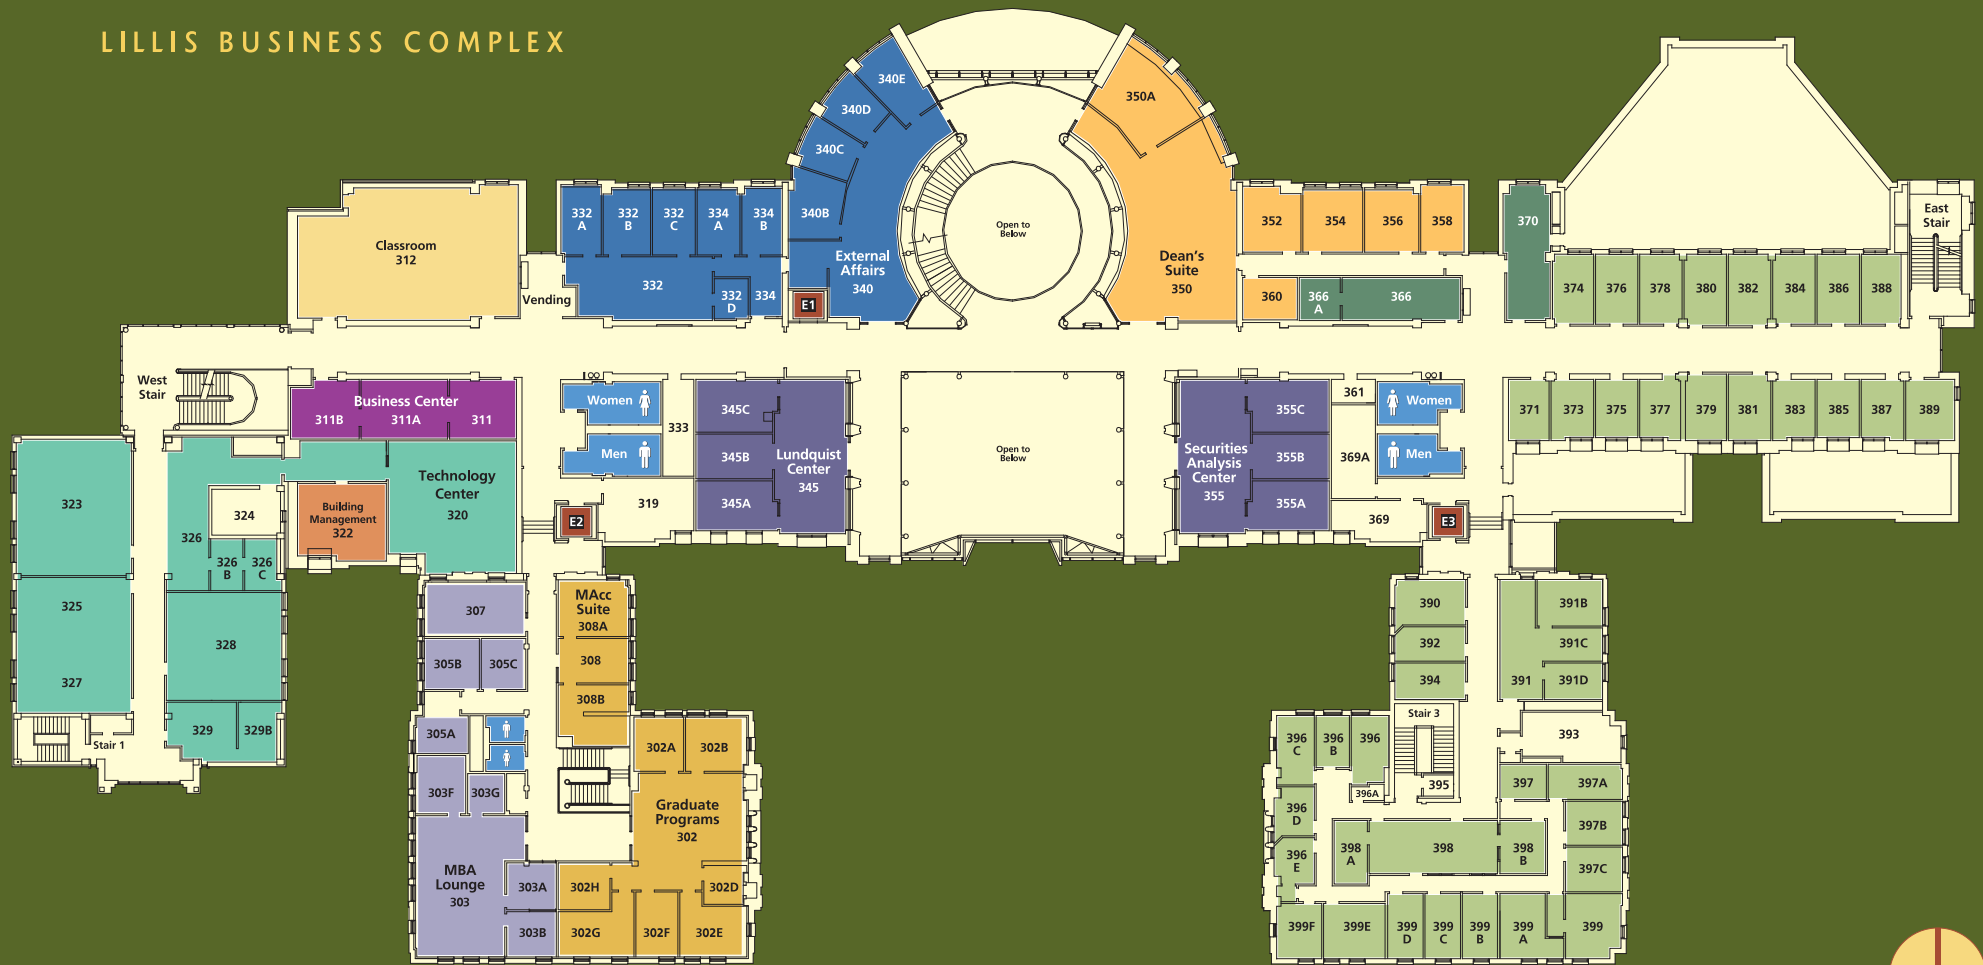 LILLIS BUSINESS COMPLEX
340E
340D
340C
340B
External
Affairs
340
Open to
Below
350A
Dean's
Suite
350
332
A
332
B
332
C
334
A
334
B
332
332
D
334
E1
Classroom
312
Vending
352
354
356
358
360
366
A
366
370
374
376
378
380
382
384
386
388
East
Stair
West
Stair
Business Center
311B
311A
311
Women
Men
333
319
E2
345C
345B
345A
Lundquist
Center
345
Open to
Below
Securities
Analysis
Center
355
355C
355B
355A
361
369A
369
Women
Men
E3
371
373
375
377
379
381
383
385
387
389
323
325
327
326
324
326
B
326
C
328
329
329B
Stair 1
Building
Management
322
Technology
Center
320
307
305B
305C
305A
303F
303G
MBA
Lounge
303
303A
303B
MAcc
Suite
308A
308
308B
302A
302B
Graduate
Programs
302
302H
302D
302G
302F
302E
390
392
394
391B
391C
391
391D
Stair 3
393
395
396
C
396
B
396
396A
396
D
396
E
397
397A
397B
397C
398
A
398
398
B
399F
399E
399
D
399
C
399
B
399
A
399